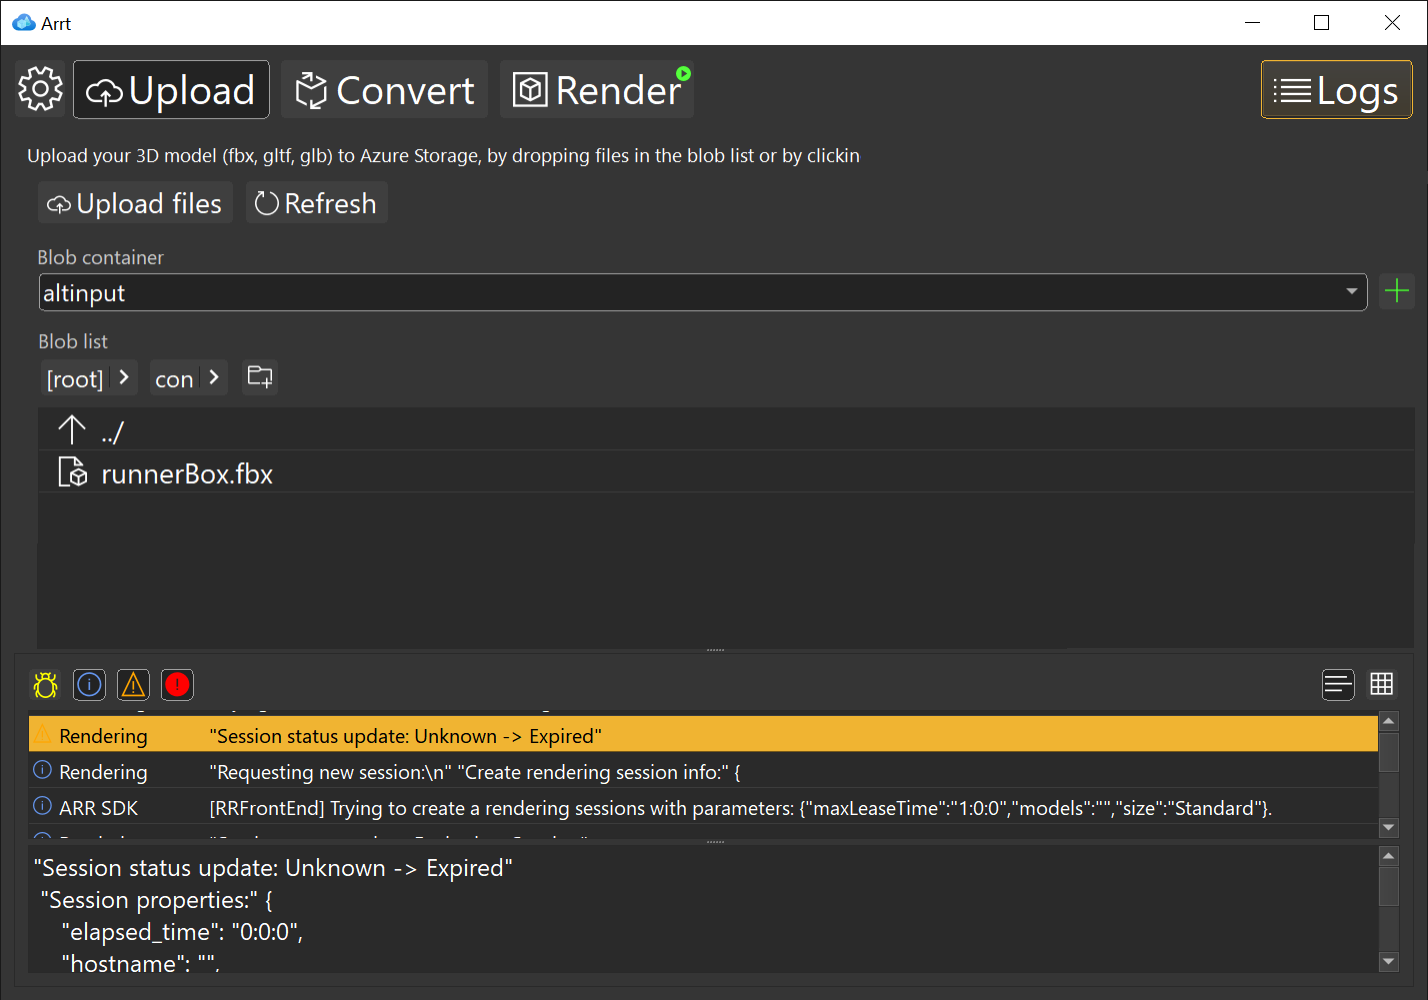 Arrt
Upload
Convert
Render
Logs
Upload your 3D model (fbx, gltf, glb) to Azure Storage, by dropping files in the blob list or by clickin
Upload files
Refresh
Blob container
altinput
Blob list
[root]
con
../
runnerBox.fbx
Rendering "Session status update: Unknown -> Expired"
Rendering "Requesting new session:\n" "Create rendering session info:" {
ARR SDK [RRFrontEnd] Trying to create a rendering sessions with parameters: {"maxLeaseTime":"1:0:0","models":"","size":"Standard"}.
"Session status update: Unknown -> Expired"
"Session properties:" {
"elapsed_time": "0:0:0",
"hostname": "",